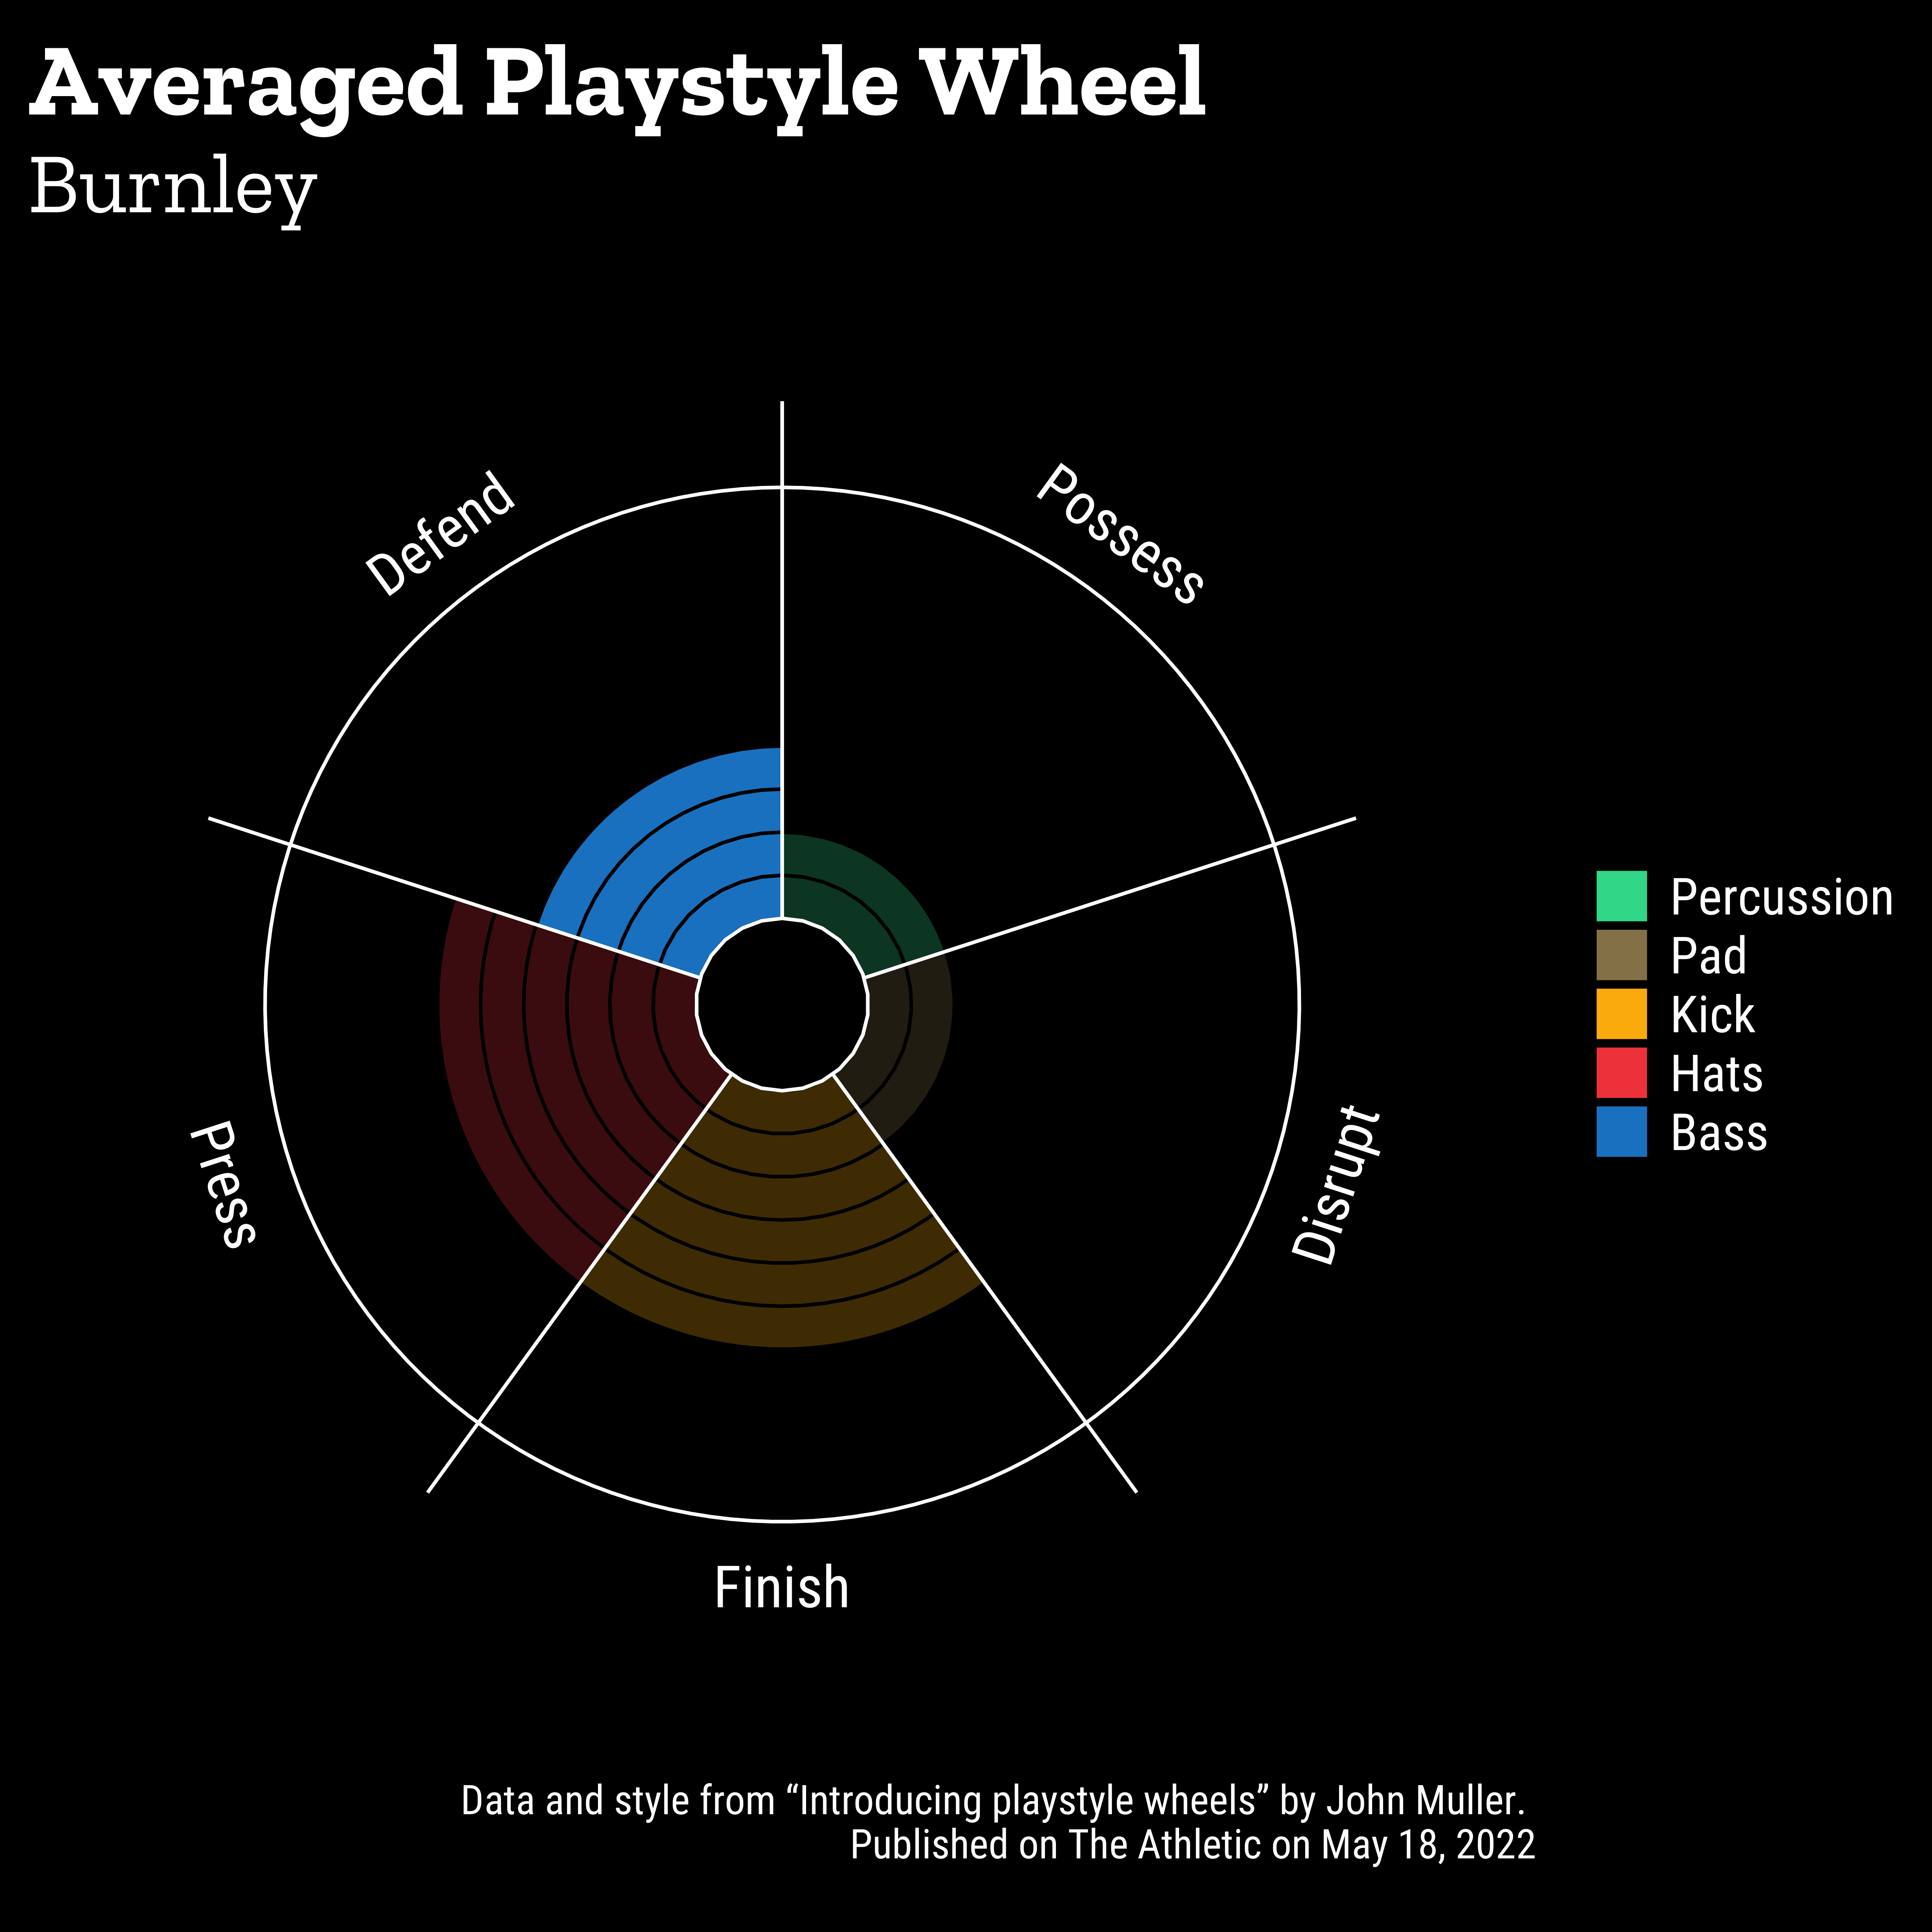 Averaged Playstyle Wheel
Burnley
Defend
Possess
Press
Disrupt
Finish
Percussion
Pad
Kick
Hats
Bass
Data and style from “Introducing playstyle wheels” by John Muller.
Published on The Athletic on May 18, 2022